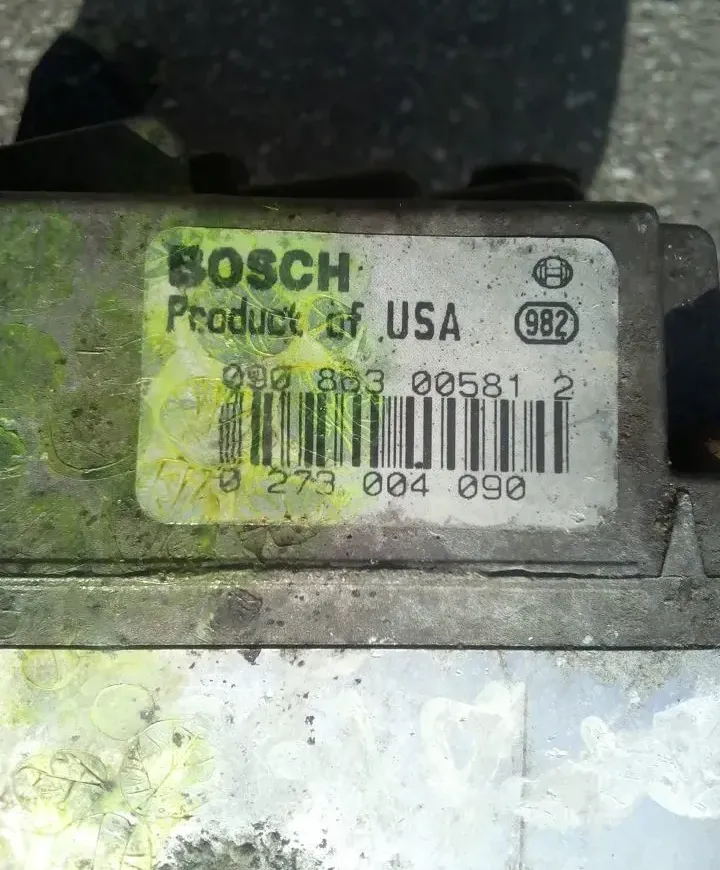 BOSCH
Product of USA
982
090 863 00581 2
0 273 004 090